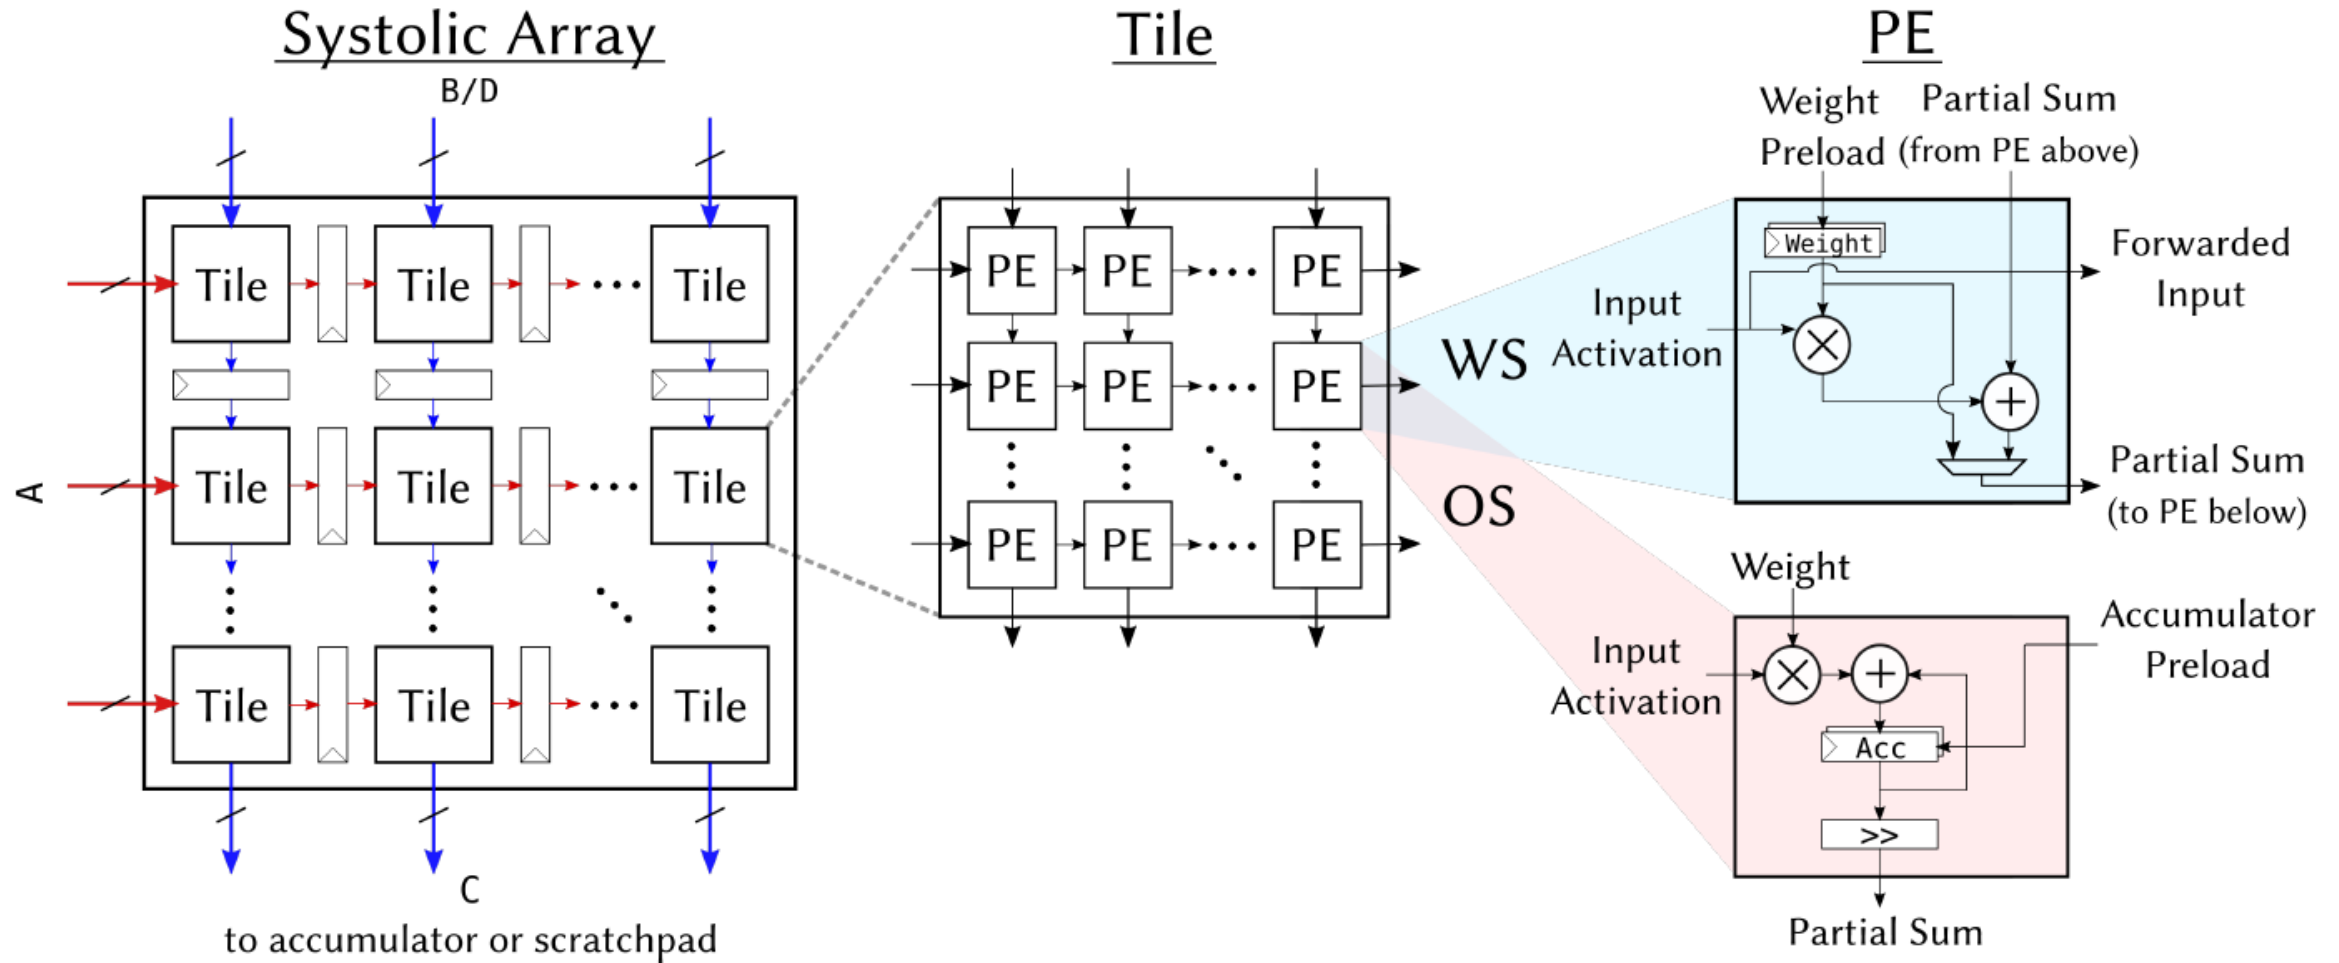 Systolic Array
B/D
Tile Tile ... Tile
A
Tile Tile ... Tile
Tile Tile ... Tile
C
to accumulator or scratchpad
Tile
PE PE ... PE
PE PE ... PE
PE PE ... PE
WS
OS
PE
Weight
Preload
Partial Sum
(from PE above)
Weight
Input
Activation
×
+
Forwarded
Input
Partial Sum
(to PE below)
Weight
Input
Activation
×
+
Accumulator
Preload
Acc
>>
Partial Sum